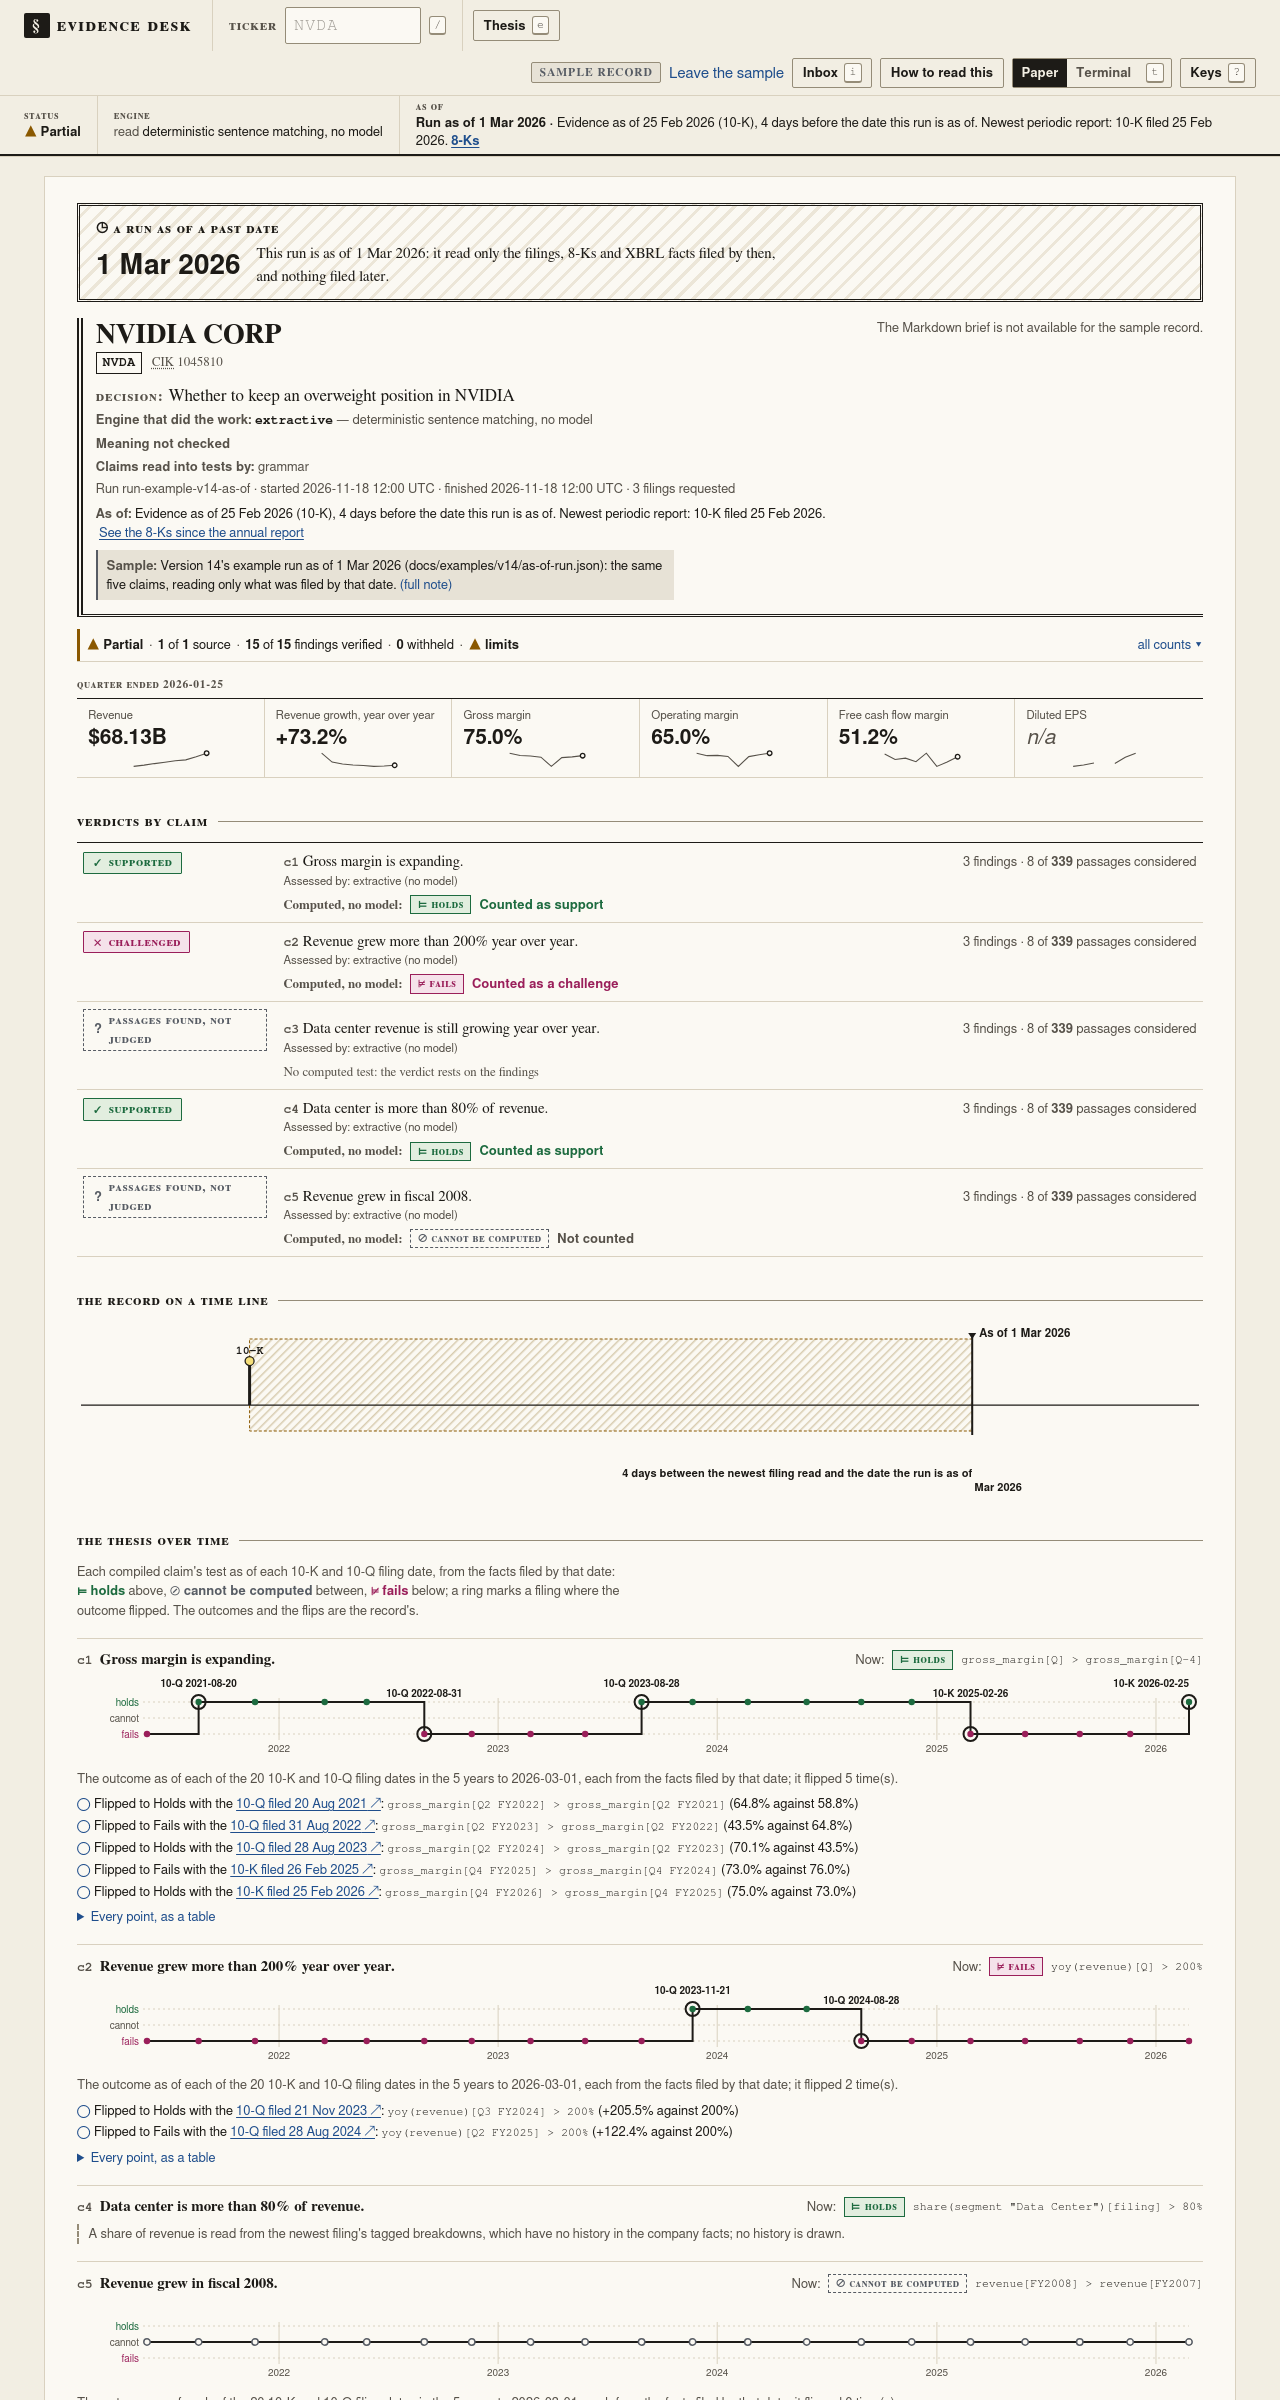 § EVIDENCE DESK
TICKER NVDA /
Thesis e
SAMPLE RECORD Leave the sample Inbox i How to read this Paper Terminal t Keys ?
STATUS
▲ Partial
ENGINE
read deterministic sentence matching, no model
AS OF
Run as of 1 Mar 2026 · Evidence as of 25 Feb 2026 (10-K), 4 days before the date this run is as of. Newest periodic report: 10-K filed 25 Feb
2026. 8-Ks
A RUN AS OF A PAST DATE
1 Mar 2026
This run is as of 1 Mar 2026: it read only the filings, 8-Ks and XBRL facts filed by then,
and nothing filed later.
NVIDIA CORP
The Markdown brief is not available for the sample record.
NVDA CIK 1045810
DECISION: Whether to keep an overweight position in NVIDIA
Engine that did the work: extractive — deterministic sentence matching, no model
Meaning not checked
Claims read into tests by: grammar
Run run-example-v14-as-of · started 2026-11-18 12:00 UTC · finished 2026-11-18 12:00 UTC · 3 filings requested
As of: Evidence as of 25 Feb 2026 (10-K), 4 days before the date this run is as of. Newest periodic report: 10-K filed 25 Feb 2026.
See the 8-Ks since the annual report
Sample: Version 14's example run as of 1 Mar 2026 (docs/examples/v14/as-of-run.json): the same
five claims, reading only what was filed by that date. (full note)
▲ Partial · 1 of 1 source · 15 of 15 findings verified · 0 withheld · ▲ limits
all counts ▾
QUARTER ENDED 2026-01-25
Revenue
$68.13B
Revenue growth, year over year
+73.2%
Gross margin
75.0%
Operating margin
65.0%
Free cash flow margin
51.2%
Diluted EPS
n/a
VERDICTS BY CLAIM
✓ SUPPORTED
c1 Gross margin is expanding.
3 findings · 8 of 339 passages considered
Assessed by: extractive (no model)
Computed, no model: ⊨ HOLDS Counted as support
✕ CHALLENGED
c2 Revenue grew more than 200% year over year.
3 findings · 8 of 339 passages considered
Assessed by: extractive (no model)
Computed, no model: ⊭ FAILS Counted as a challenge
? PASSAGES FOUND, NOT
JUDGED
c3 Data center revenue is still growing year over year.
3 findings · 8 of 339 passages considered
Assessed by: extractive (no model)
No computed test: the verdict rests on the findings
✓ SUPPORTED
c4 Data center is more than 80% of revenue.
3 findings · 8 of 339 passages considered
Assessed by: extractive (no model)
Computed, no model: ⊨ HOLDS Counted as support
? PASSAGES FOUND, NOT
JUDGED
c5 Revenue grew in fiscal 2008.
3 findings · 8 of 339 passages considered
Assessed by: extractive (no model)
Computed, no model: ⊘ CANNOT BE COMPUTED Not counted
THE RECORD ON A TIME LINE
As of 1 Mar 2026
10-K
4 days between the newest filing read and the date the run is as of
Mar 2026
THE THESIS OVER TIME
Each compiled claim's test as of each 10-K and 10-Q filing date, from the facts filed by that date:
⊨ holds above, ⊘ cannot be computed between, ⊭ fails below; a ring marks a filing where the
outcome flipped. The outcomes and the flips are the record's.
c1 Gross margin is expanding.
Now: ⊨ HOLDS gross_margin[Q] > gross_margin[Q-4]
10-Q 2021-08-20 10-Q 2022-08-31 10-Q 2023-08-28 10-K 2025-02-26 10-K 2026-02-25
holds
cannot
fails
2022 2023 2024 2025 2026
The outcome as of each of the 20 10-K and 10-Q filing dates in the 5 years to 2026-03-01, each from the facts filed by that date; it flipped 5 time(s).
Flipped to Holds with the 10-Q filed 20 Aug 2021 ↗: gross_margin[Q2 FY2022] > gross_margin[Q2 FY2021] (64.8% against 58.8%)
Flipped to Fails with the 10-Q filed 31 Aug 2022 ↗: gross_margin[Q2 FY2023] > gross_margin[Q2 FY2022] (43.5% against 64.8%)
Flipped to Holds with the 10-Q filed 28 Aug 2023 ↗: gross_margin[Q2 FY2024] > gross_margin[Q2 FY2023] (70.1% against 43.5%)
Flipped to Fails with the 10-K filed 26 Feb 2025 ↗: gross_margin[Q4 FY2025] > gross_margin[Q4 FY2024] (73.0% against 76.0%)
Flipped to Holds with the 10-K filed 25 Feb 2026 ↗: gross_margin[Q4 FY2026] > gross_margin[Q4 FY2025] (75.0% against 73.0%)
▶ Every point, as a table
c2 Revenue grew more than 200% year over year.
Now: ⊭ FAILS yoy(revenue)[Q] > 200%
10-Q 2023-11-21 10-Q 2024-08-28
holds
cannot
fails
2022 2023 2024 2025 2026
The outcome as of each of the 20 10-K and 10-Q filing dates in the 5 years to 2026-03-01, each from the facts filed by that date; it flipped 2 time(s).
Flipped to Holds with the 10-Q filed 21 Nov 2023 ↗: yoy(revenue)[Q3 FY2024] > 200% (+205.5% against 200%)
Flipped to Fails with the 10-Q filed 28 Aug 2024 ↗: yoy(revenue)[Q2 FY2025] > 200% (+122.4% against 200%)
▶ Every point, as a table
c4 Data center is more than 80% of revenue.
Now: ⊨ HOLDS share(segment "Data Center")[filing] > 80%
A share of revenue is read from the newest filing's tagged breakdowns, which have no history in the company facts; no history is drawn.
c5 Revenue grew in fiscal 2008.
Now: ⊘ CANNOT BE COMPUTED revenue[FY2008] > revenue[FY2007]
holds
cannot
fails
2022 2023 2024 2025 2026